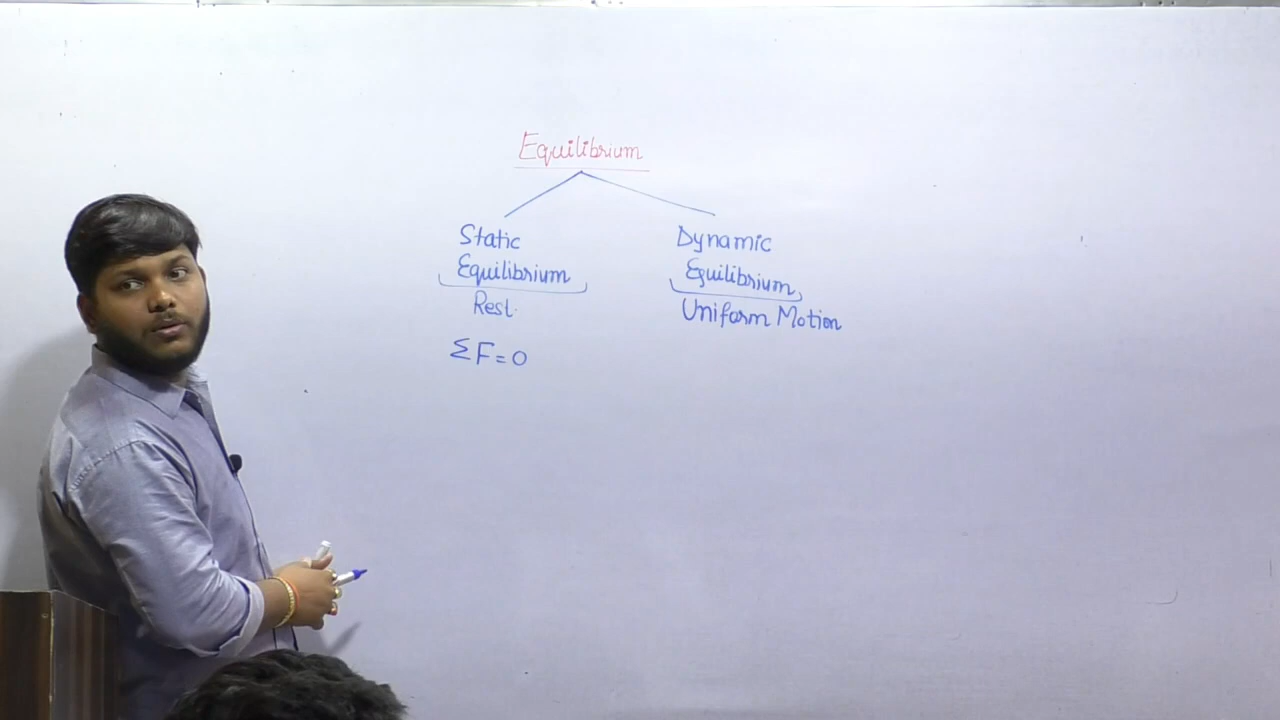 Equilibrium
Static
Equilibrium
Rest.
ΣF=0
Dynamic
Equilibrium
Uniform Motion